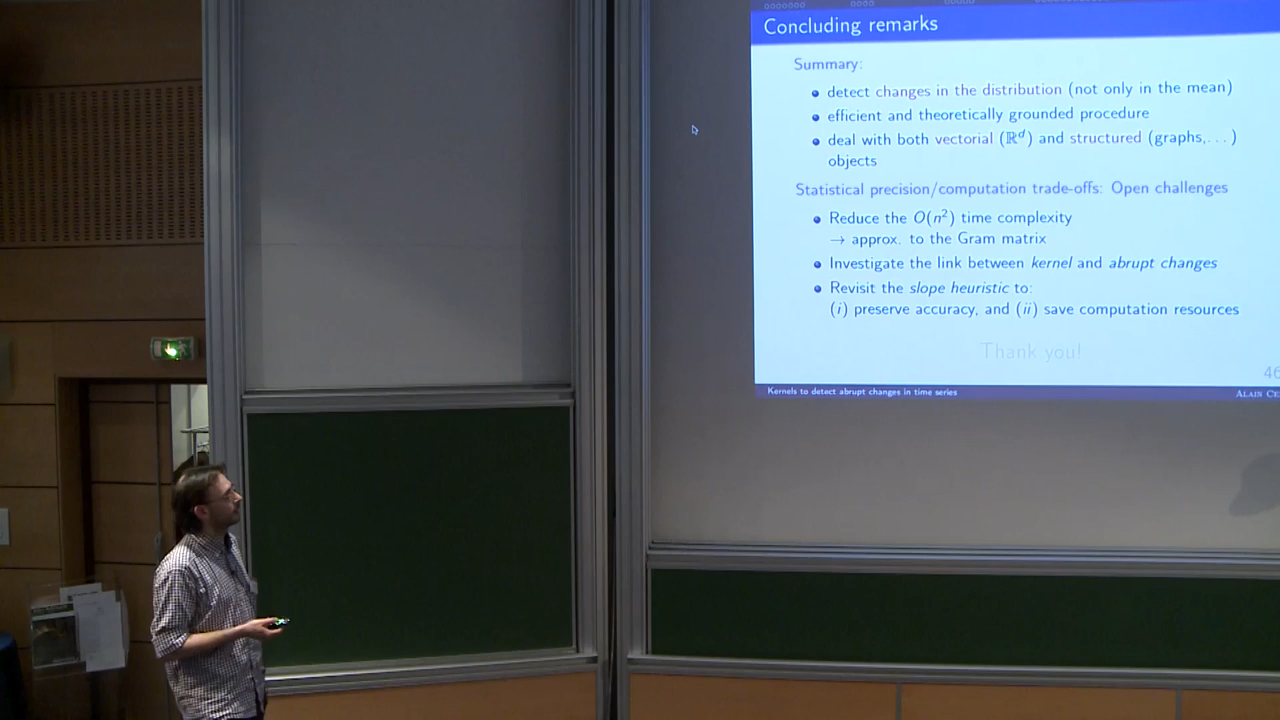 Concluding remarks
Summary:
detect changes in the distribution (not only in the mean)
efficient and theoretically grounded procedure
deal with both vectorial (ℝᵈ) and structured (graphs,...)
objects
Statistical precision/computation trade-offs: Open challenges
Reduce the O(n²) time complexity
→ approx. to the Gram matrix
Investigate the link between kernel and abrupt changes
Revisit the slope heuristic to:
(i) preserve accuracy, and (ii) save computation resources
Thank you!
46
Kernels to detect abrupt changes in time series
ALAIN CE